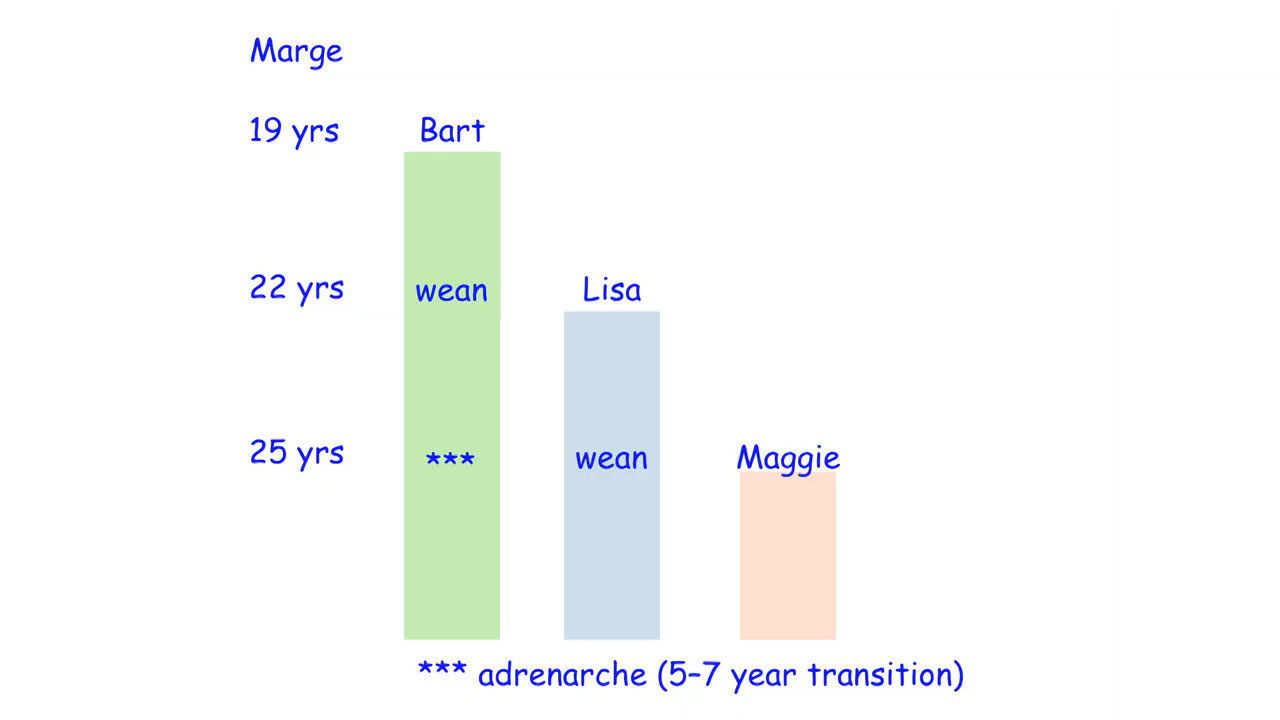 Marge
19 yrs Bart
22 yrs wean Lisa
25 yrs *** wean Maggie
*** adrenarche (5–7 year transition)